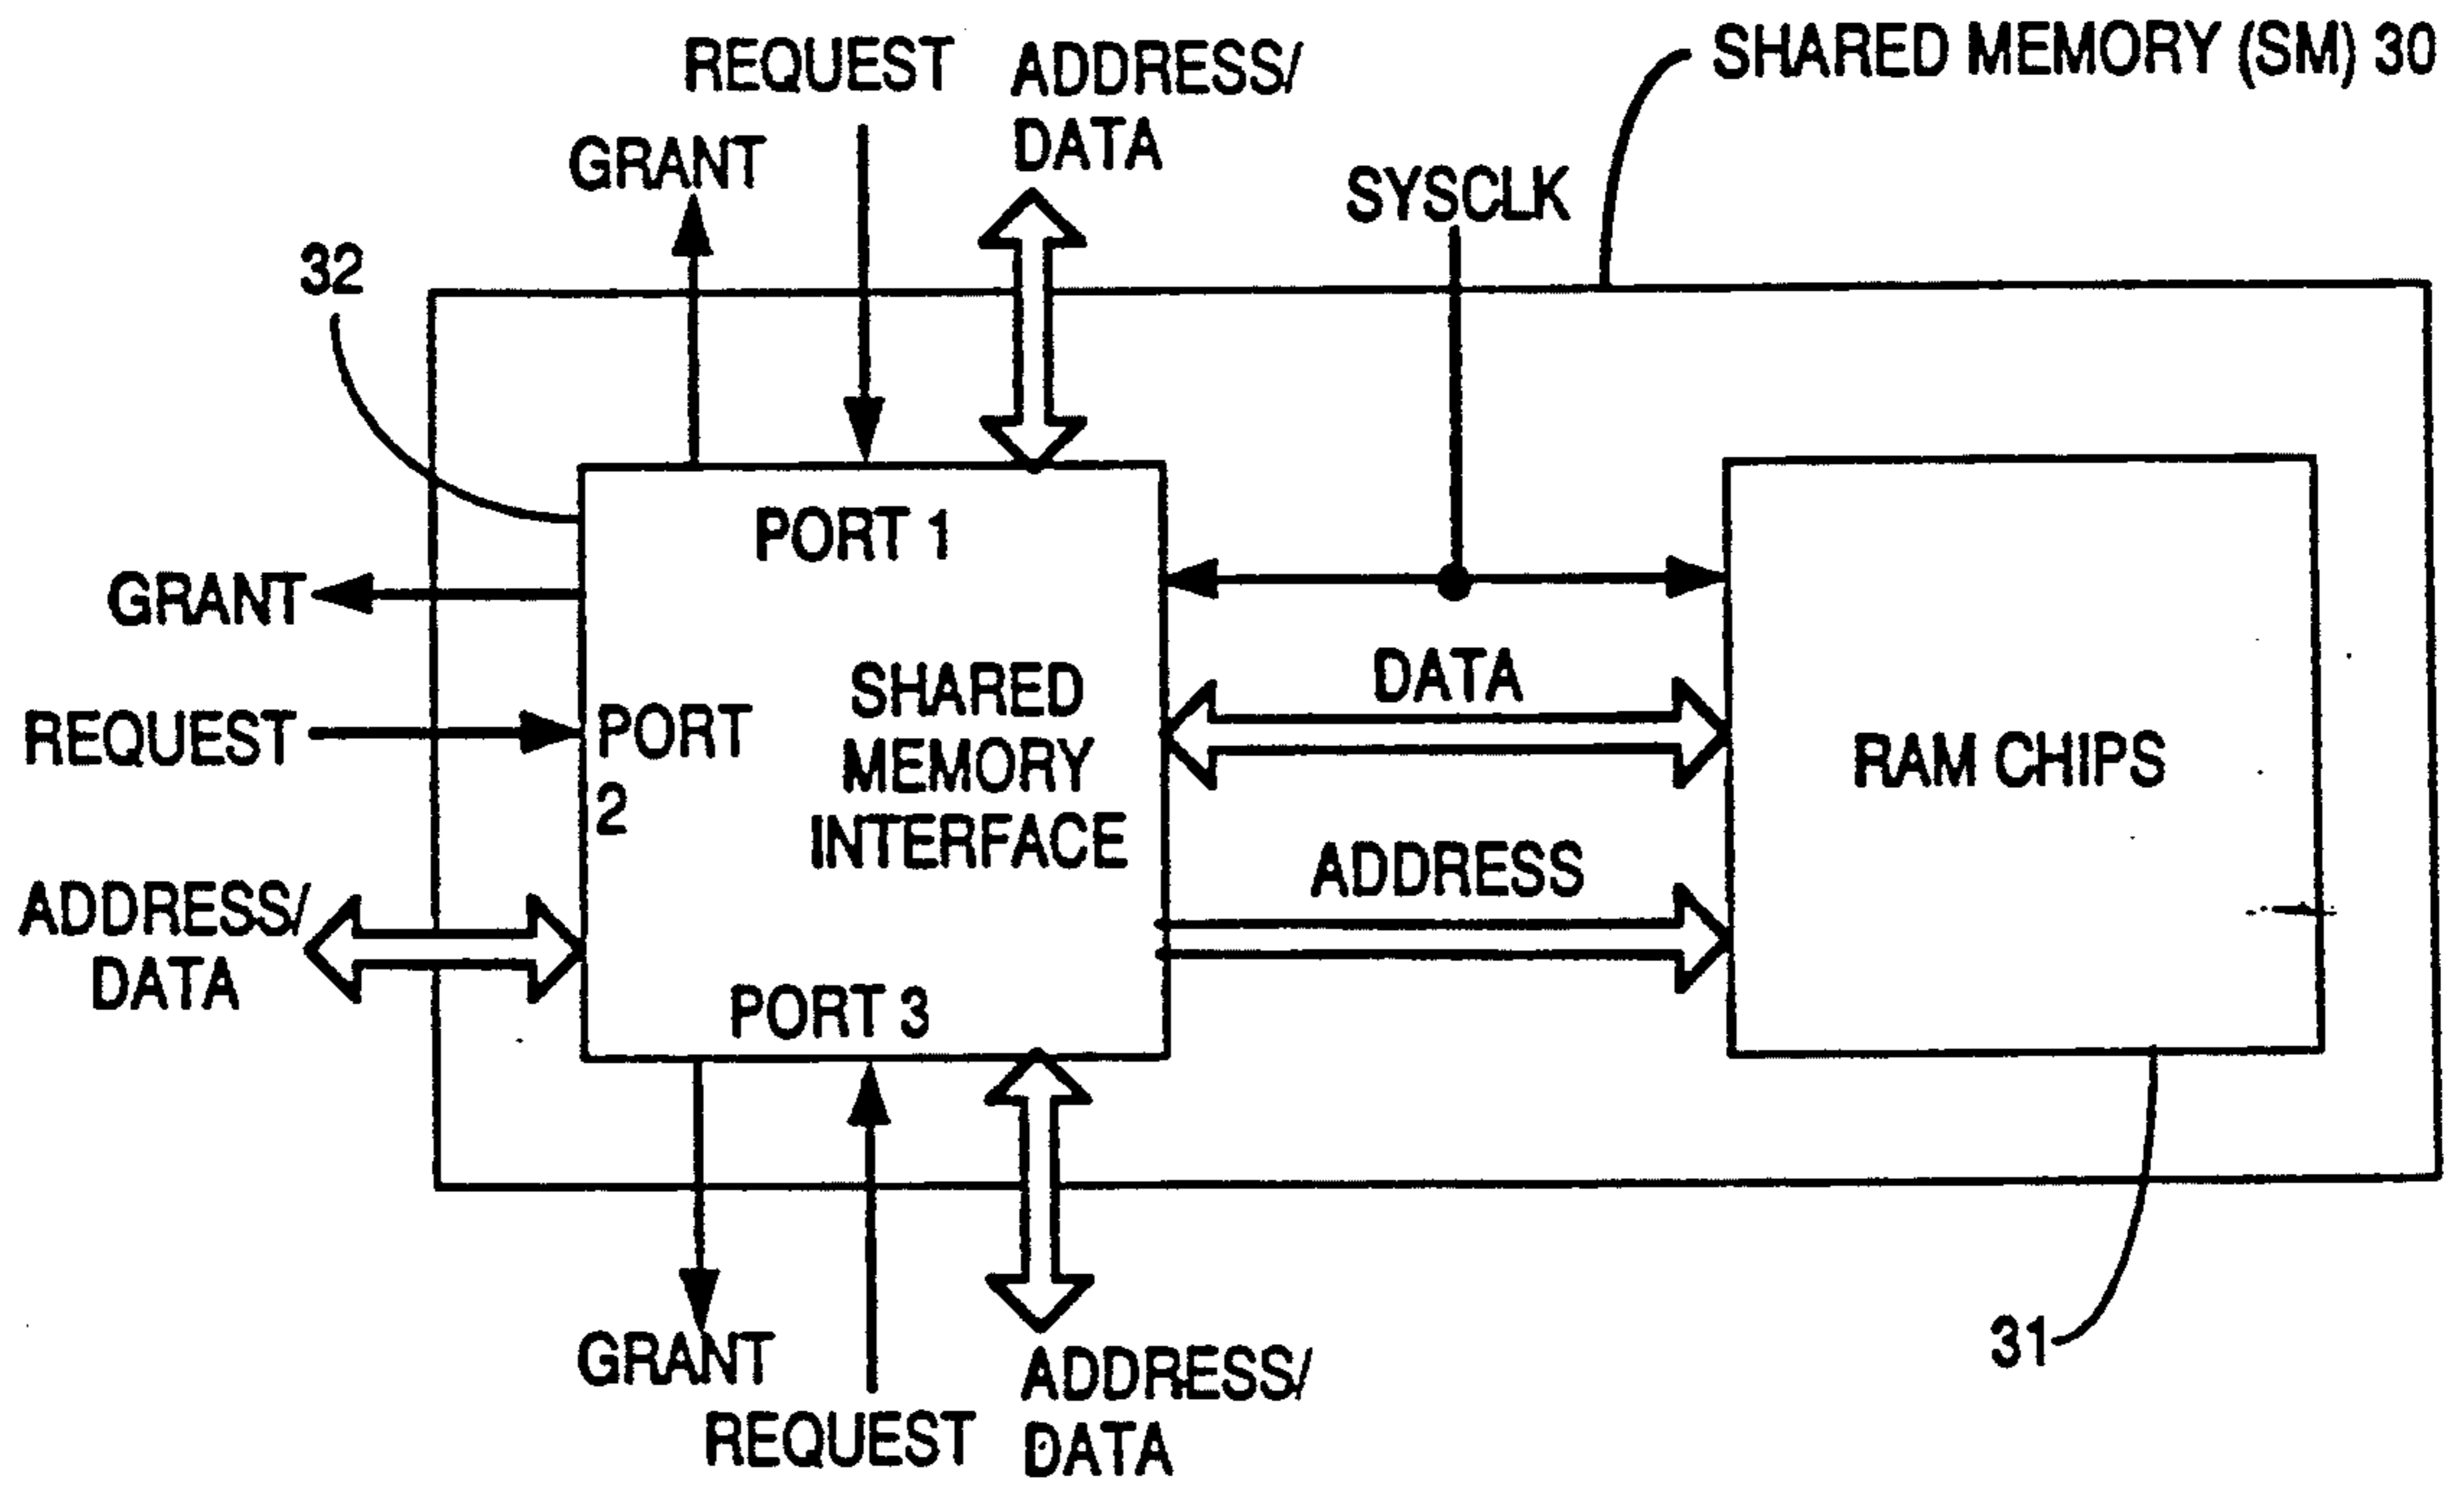 SHARED MEMORY (SM) 30
REQUEST
ADDRESS/
DATA
GRANT
SYSCLK
32
PORT 1
GRANT
REQUEST
ADDRESS/
DATA
PORT
2
SHARED
MEMORY
INTERFACE
DATA
ADDRESS
RAM CHIPS
PORT 3
GRANT
REQUEST
ADDRESS/
DATA
31